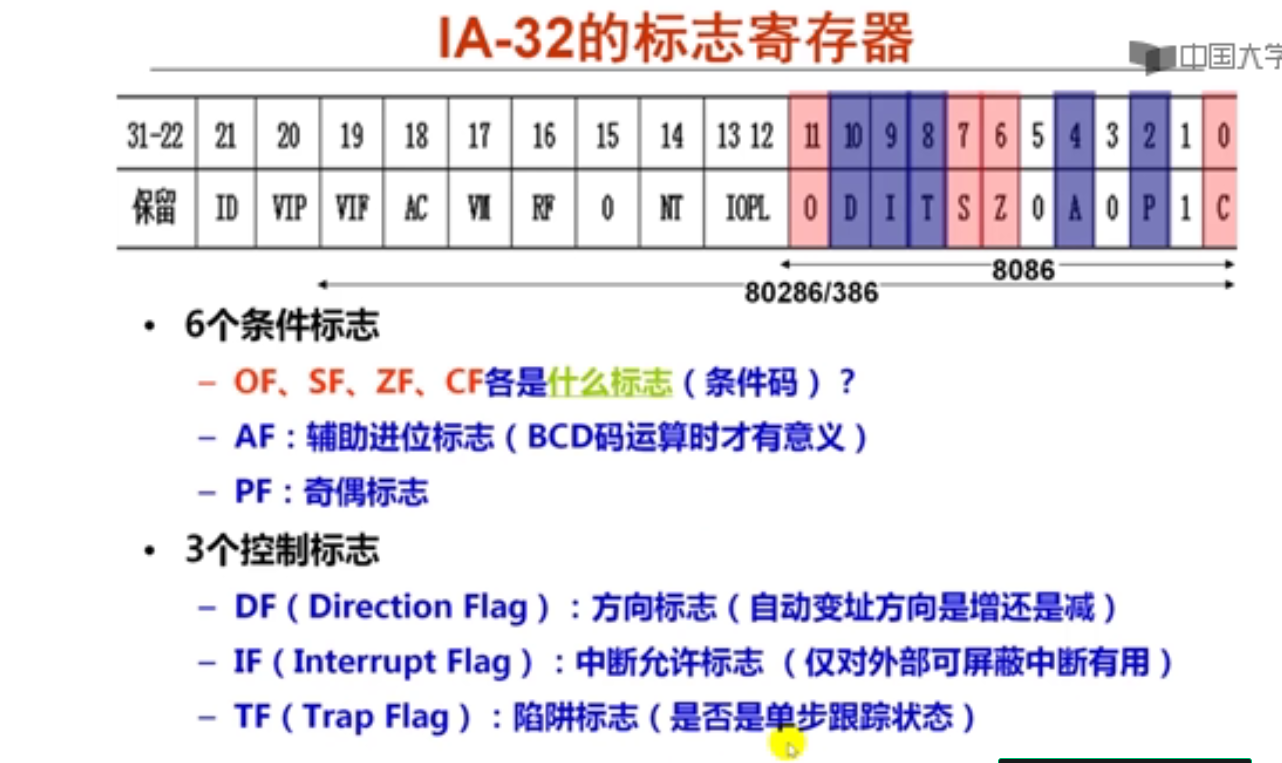 IA-32的标志寄存器
中国大学
31-22 21 20 19 18 17 16 15 14 13 12 11 10 9 8 7 6 5 4 3 2 1 0
保留 ID VIP VIF AC VM RF 0 NT IOPL O D I T S Z 0 A 0 P 1 C
8086
80286/386
• 6个条件标志
– OF、SF、ZF、CF各是什么标志（条件码）？
– AF：辅助进位标志（BCD码运算时才有意义）
– PF：奇偶标志
• 3个控制标志
– DF（Direction Flag）：方向标志（自动变址方向是增还是减）
– IF（Interrupt Flag）：中断允许标志 （仅对外部可屏蔽中断有用）
– TF（Trap Flag）：陷阱标志（是否是单步跟踪状态）